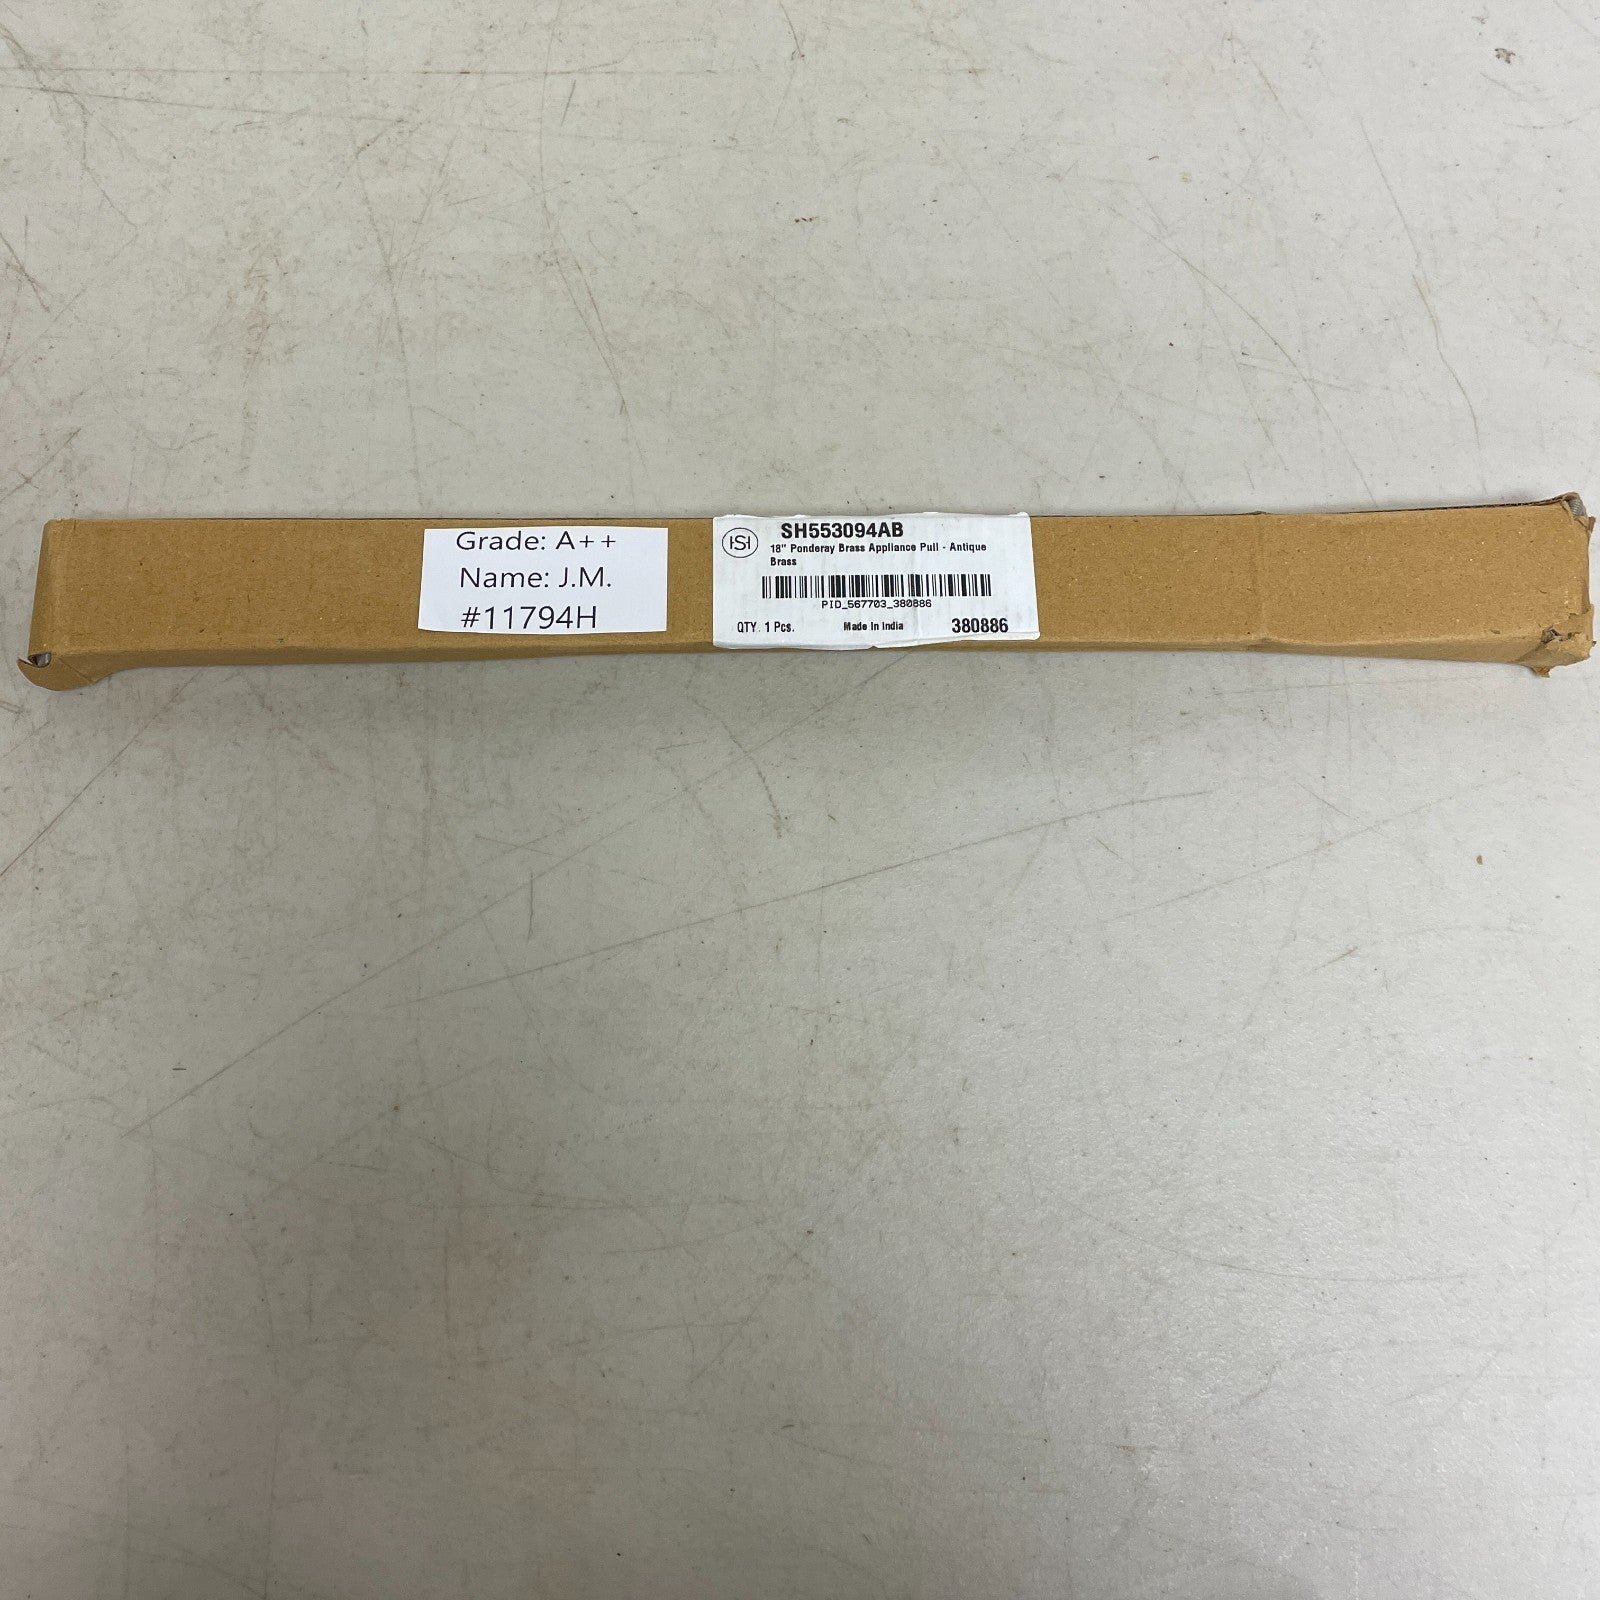 Grade: A++
Name: J.M.
#11794H
HSH
SH553094AB
18" Ponderay Brass Appliance Pull - Antique
Brass
PID_567703_380886
QTY. 1 Pcs. Made In India 380886